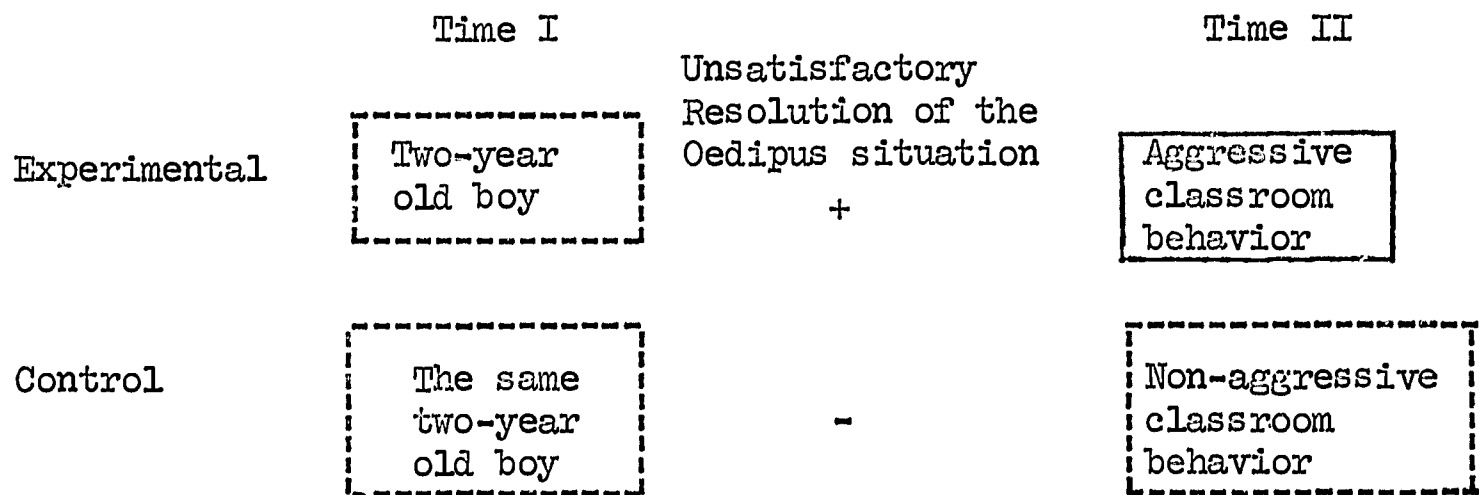 Time I
Time II
Unsatisfactory
Resolution of the
Oedipus situation
Experimental
Two-year
old boy
+
Aggressive
classroom
behavior
Control
The same
two-year
old boy
-
Non-aggressive
classroom
behavior